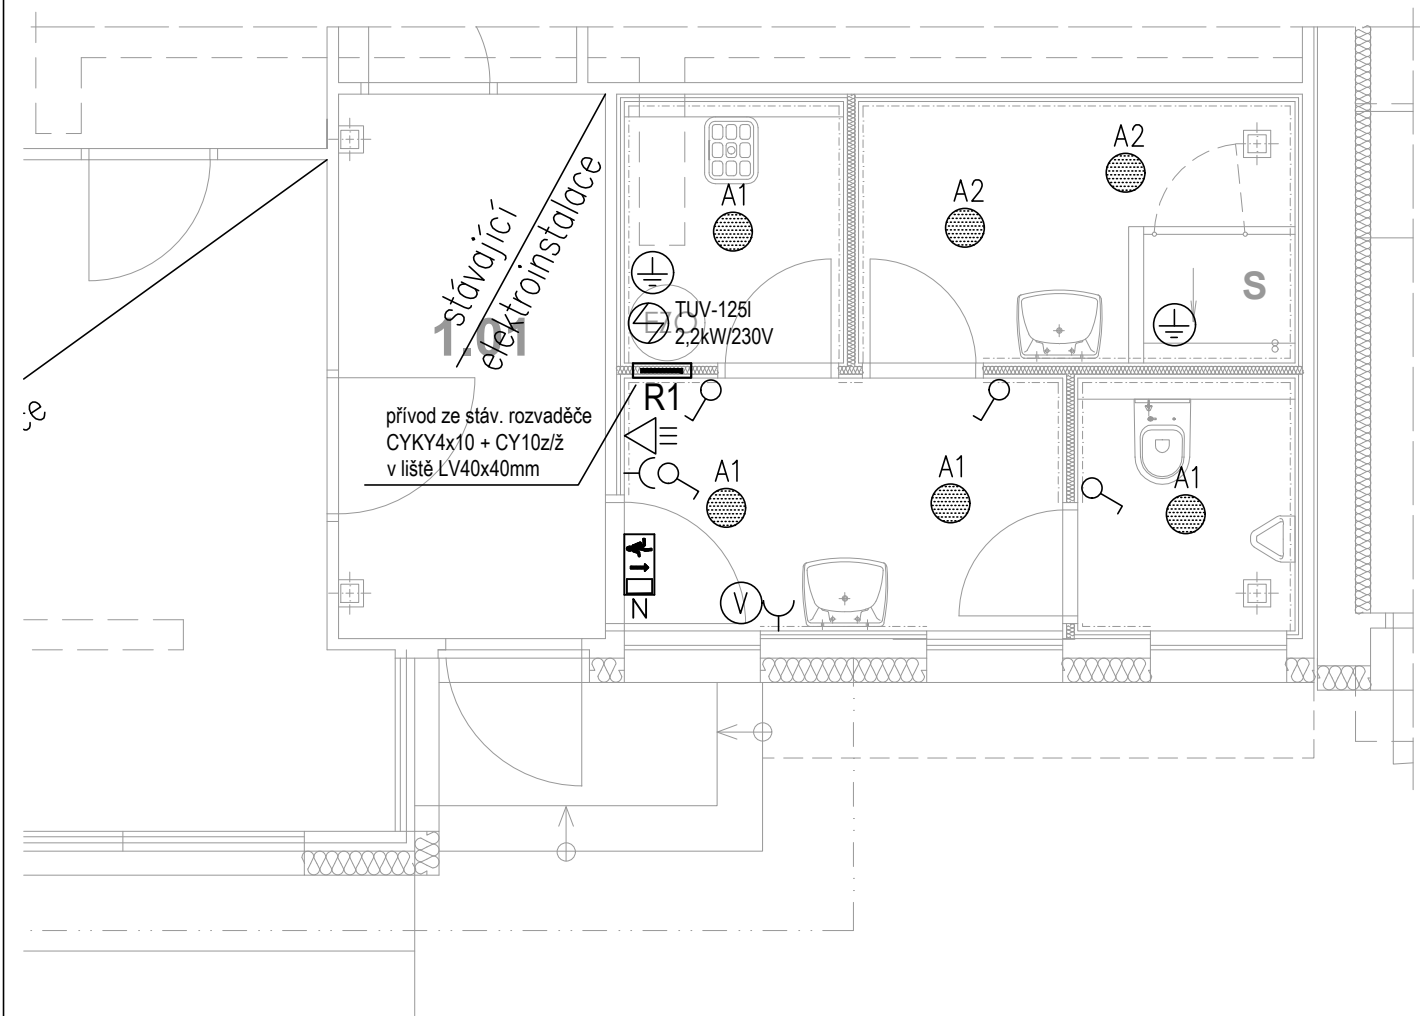 A2
A1
A2
stávající
elektroinstalace
1.01
S
EZO
TUV-125l
2,2kW/230V
R1
přívod ze stáv. rozvaděče
CYKY4x10 + CY10z/ž
v liště LV40x40mm
A1
A1
A1
N
V